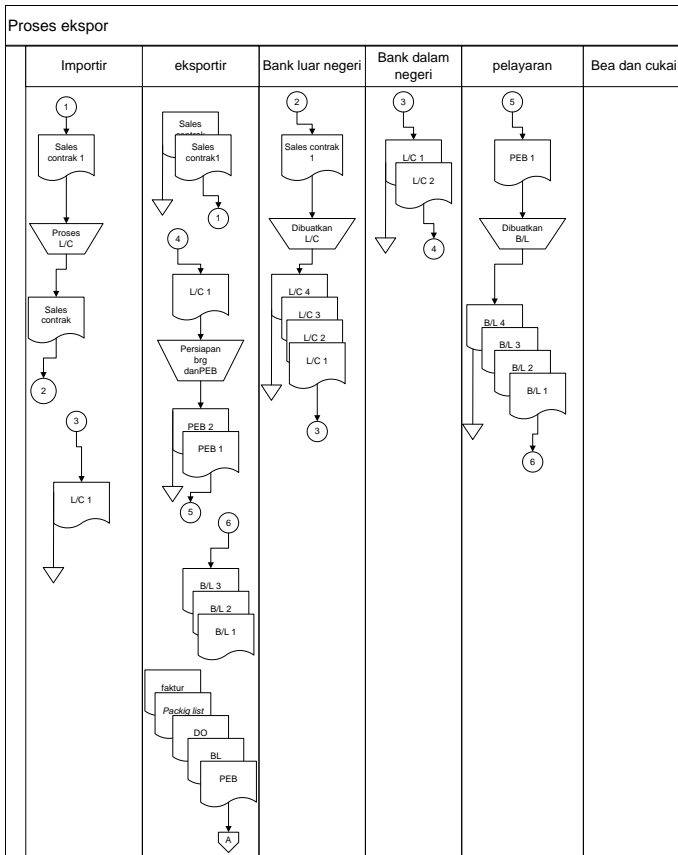 Proses ekspor
Importir
eksportir
Bank luar negeri
Bank dalam
negeri
pelayaran
Bea dan cukai
1
Sales
contrak 1
Proses
L/C
Sales
contrak
2
3
L/C 1
Sales
Sales
contrak1
1
4
L/C 1
Persiapan
brg
danPEB
PEB 2
PEB 1
5
6
B/L 3
B/L 2
B/L 1
faktur
Packig list
DO
BL
PEB
A
2
Sales contrak
1
Dibuatkan
L/C
L/C 4
L/C 3
L/C 2
L/C 1
3
3
L/C 1
L/C 2
4
5
PEB 1
Dibuatkan
B/L
B/L 4
B/L 3
B/L 2
B/L 1
6